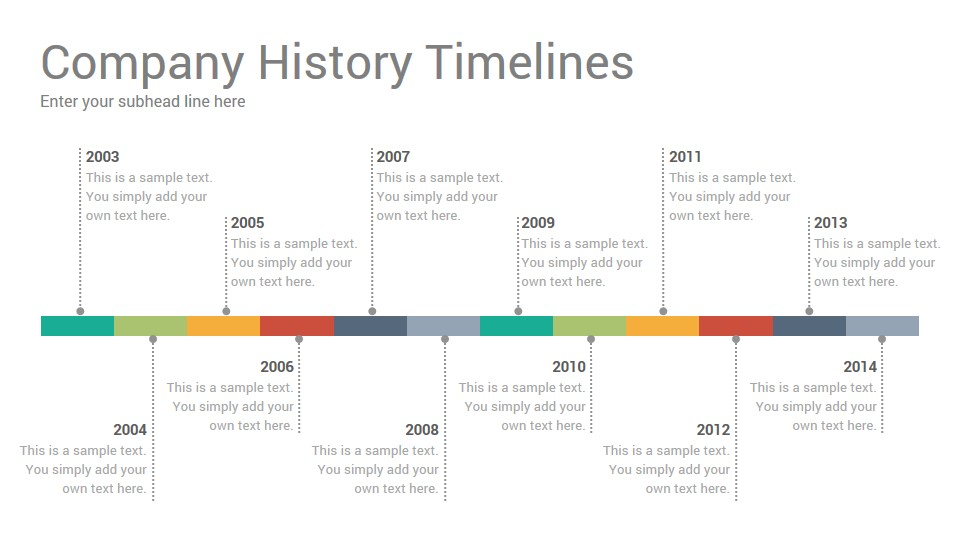 Company History Timelines
Enter your subhead line here
2003
This is a sample text.
You simply add your
own text here.
2007
This is a sample text.
You simply add your
own text here.
2011
This is a sample text.
You simply add your
own text here.
2005
This is a sample text.
You simply add your
own text here.
2009
This is a sample text.
You simply add your
own text here.
2013
This is a sample text.
You simply add your
own text here.
2006
This is a sample text.
You simply add your
own text here.
2010
This is a sample text.
You simply add your
own text here.
2014
This is a sample text.
You simply add your
own text here.
2004
This is a sample text.
You simply add your
own text here.
2008
This is a sample text.
You simply add your
own text here.
2012
This is a sample text.
You simply add your
own text here.